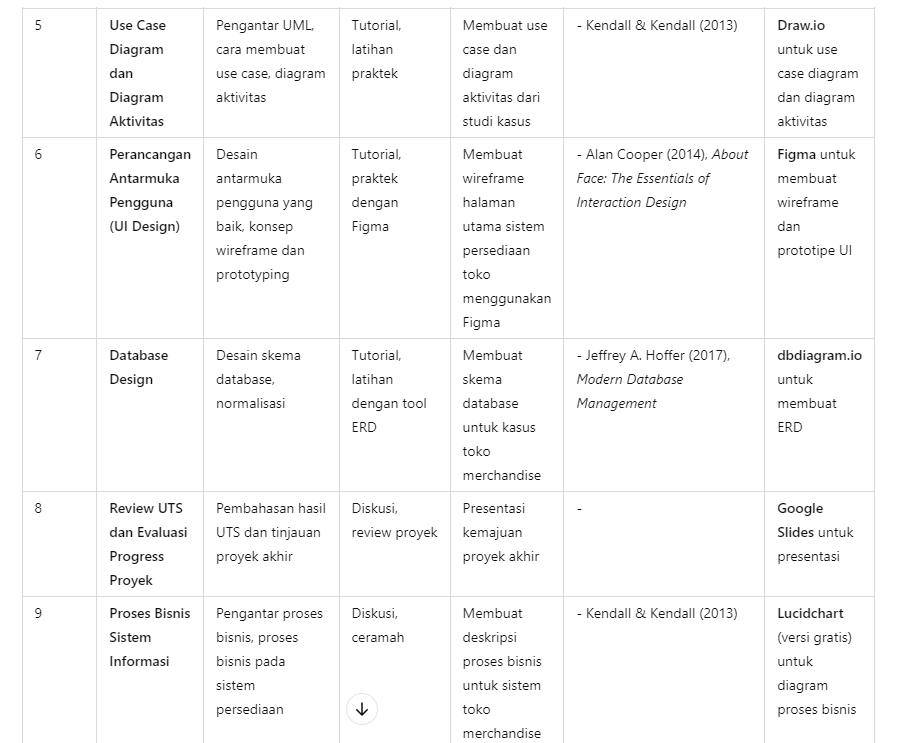 5
Use Case
Diagram
dan
Diagram
Aktivitas
Pengantar UML,
cara membuat
use case, diagram
aktivitas
Tutorial,
latihan
praktek
Membuat use
case dan
diagram
aktivitas dari
studi kasus
- Kendall & Kendall (2013)
Draw.io
untuk use
case diagram
dan diagram
aktivitas
6
Perancangan
Antarmuka
Pengguna
(UI Design)
Desain
antarmuka
pengguna yang
baik, konsep
wireframe dan
prototyping
Tutorial,
praktek
dengan
Figma
Membuat
wireframe
halaman
utama sistem
persediaan
toko
menggunakan
Figma
- Alan Cooper (2014), About
Face: The Essentials of
Interaction Design
Figma untuk
membuat
wireframe
dan
prototipe UI
7
Database
Design
Desain skema
database,
normalisasi
Tutorial,
latihan
dengan tool
ERD
Membuat
skema
database
untuk kasus
toko
merchandise
- Jeffrey A. Hoffer (2017),
Modern Database
Management
dbdiagram.io
untuk
membuat
ERD
8
Review UTS
dan Evaluasi
Progress
Proyek
Pembahasan hasil
UTS dan tinjauan
proyek akhir
Diskusi,
review proyek
Presentasi
kemajuan
proyek akhir
-
Google
Slides untuk
presentasi
9
Proses Bisnis
Sistem
Informasi
Pengantar proses
bisnis, proses
bisnis pada
sistem
persediaan
Diskusi,
ceramah
Membuat
deskripsi
proses bisnis
untuk sistem
toko
merchandise
- Kendall & Kendall (2013)
Lucidchart
(versi gratis)
untuk
diagram
proses bisnis